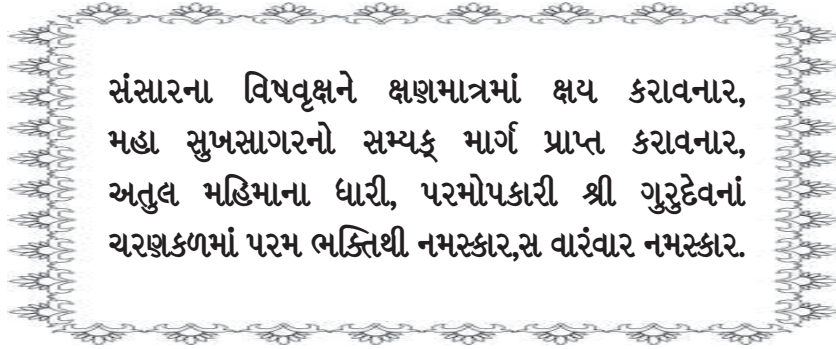 સંસારના વિષવૃક્ષને ક્ષણમાત્રમાં ક્ષય કરાવનાર,
મહા સુખસાગરનો સમ્યક્ માર્ગ પ્રાપ્ત કરાવનાર,
અતુલ મહિમાના ધારી, પરમોપકારી શ્રી ગુરુદેવનાં
ચરણકળમાં પરમ ભક્તિથી નમસ્કાર,સ વારંવાર નમસ્કાર.